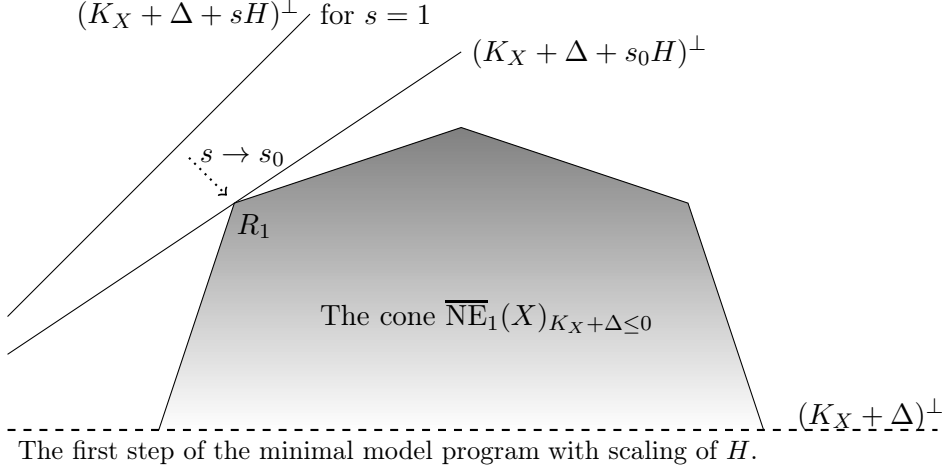 (K_X + Δ + sH)^⊥ for s = 1
(K_X + Δ + s_0H)^⊥
s → s_0
R_1
The cone \overline{NE}_1(X)_{K_X+Δ≤0}
(K_X + Δ)^⊥
The first step of the minimal model program with scaling of H.